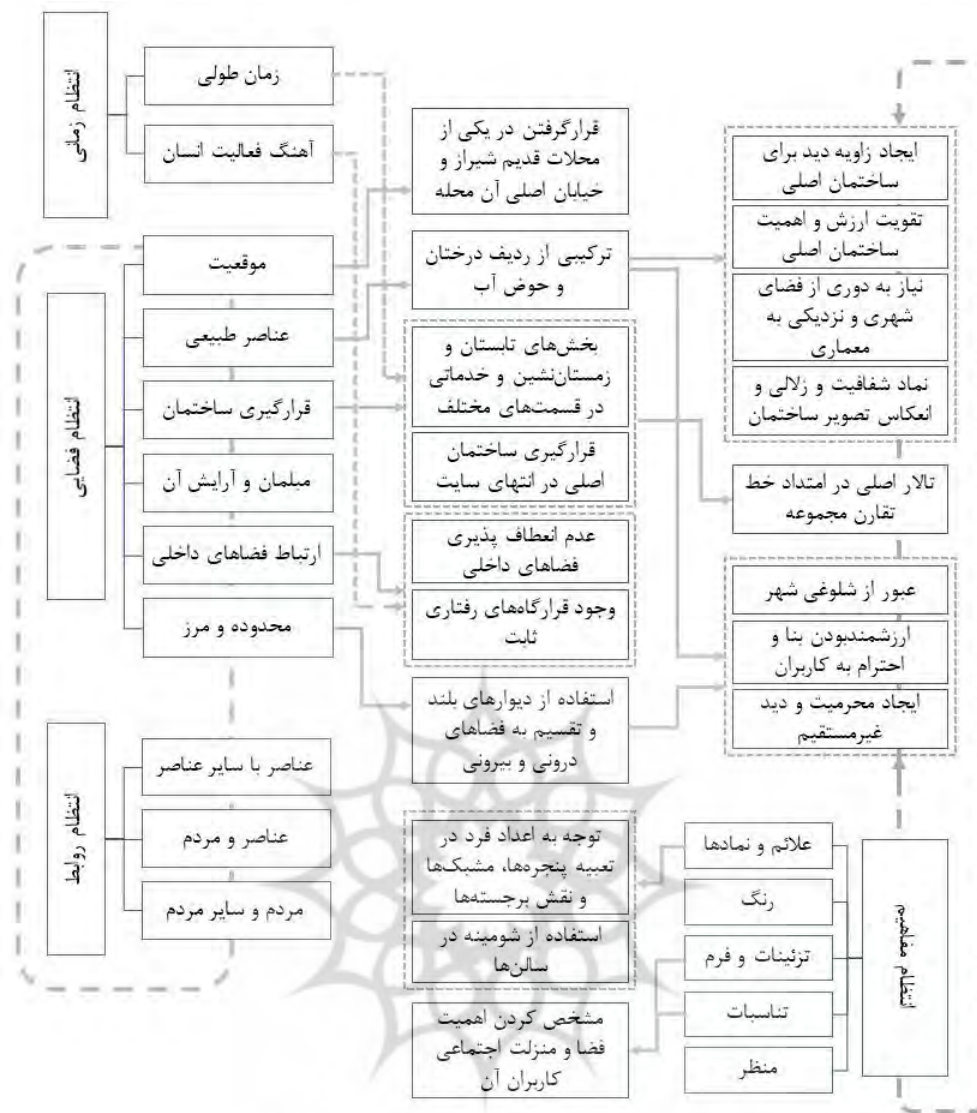 انتظام زمانی
زمان طولی
آهنگ فعالیت انسان
انتظام فضایی
موقعیت
عناصر طبیعی
قرارگیری ساختمان
مبلمان و آرایش آن
ارتباط فضاهای داخلی
محدوده و مرز
انتظام روابط
عناصر با سایر عناصر
عناصر و مردم
مردم و سایر مردم
قرارگرفتن در یکی از
محلات قدیم شیراز و
خیابان اصلی آن محله
ترکیبی از ردیف درختان
و حوض آب
بخش‌های تابستان و
زمستان‌نشین و خدماتی
در قسمت‌های مختلف
قرارگیری ساختمان
اصلی در انتهای سایت
عدم انعطاف پذیری
فضاهای داخلی
وجود قرارگاه‌های رفتاری
ثابت
استفاده از دیوارهای بلند
و تقسیم به فضاهای
درونی و بیرونی
توجه به اعداد فرد در
تعبیه پنجره‌ها، مشبک‌ها
و نقش برجسته‌ها
استفاده از شومینه در
سالن‌ها
مشخص کردن اهمیت
فضا و منزلت اجتماعی
کاربران آن
ایجاد زاویه دید برای
ساختمان اصلی
تقویت ارزش و اهمیت
ساختمان اصلی
نیاز به دوری از فضای
شهری و نزدیکی به
معماری
نماد شفافیت و زلالی و
انعکاس تصویر ساختمان
تالار اصلی در امتداد خط
تقارن مجموعه
عبور از شلوغی شهر
ارزشمندبودن بنا و
احترام به کاربران
ایجاد محرمیت و دید
غیرمستقیم
علائم و نمادها
رنگ
تزئینات و فرم
تناسبات
منظر
انتظام مفاهیم